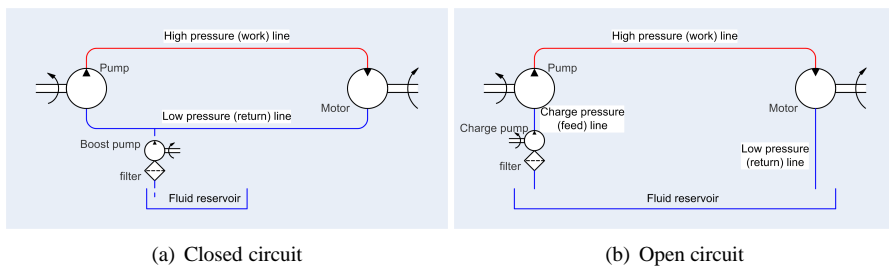 High pressure (work) line
Pump
Motor
Low pressure (return) line
Boost pump
filter
Fluid reservoir
(a) Closed circuit
High pressure (work) line
Pump
Charge pressure
(feed) line
Charge pump
filter
Motor
Low pressure
(return) line
Fluid reservoir
(b) Open circuit